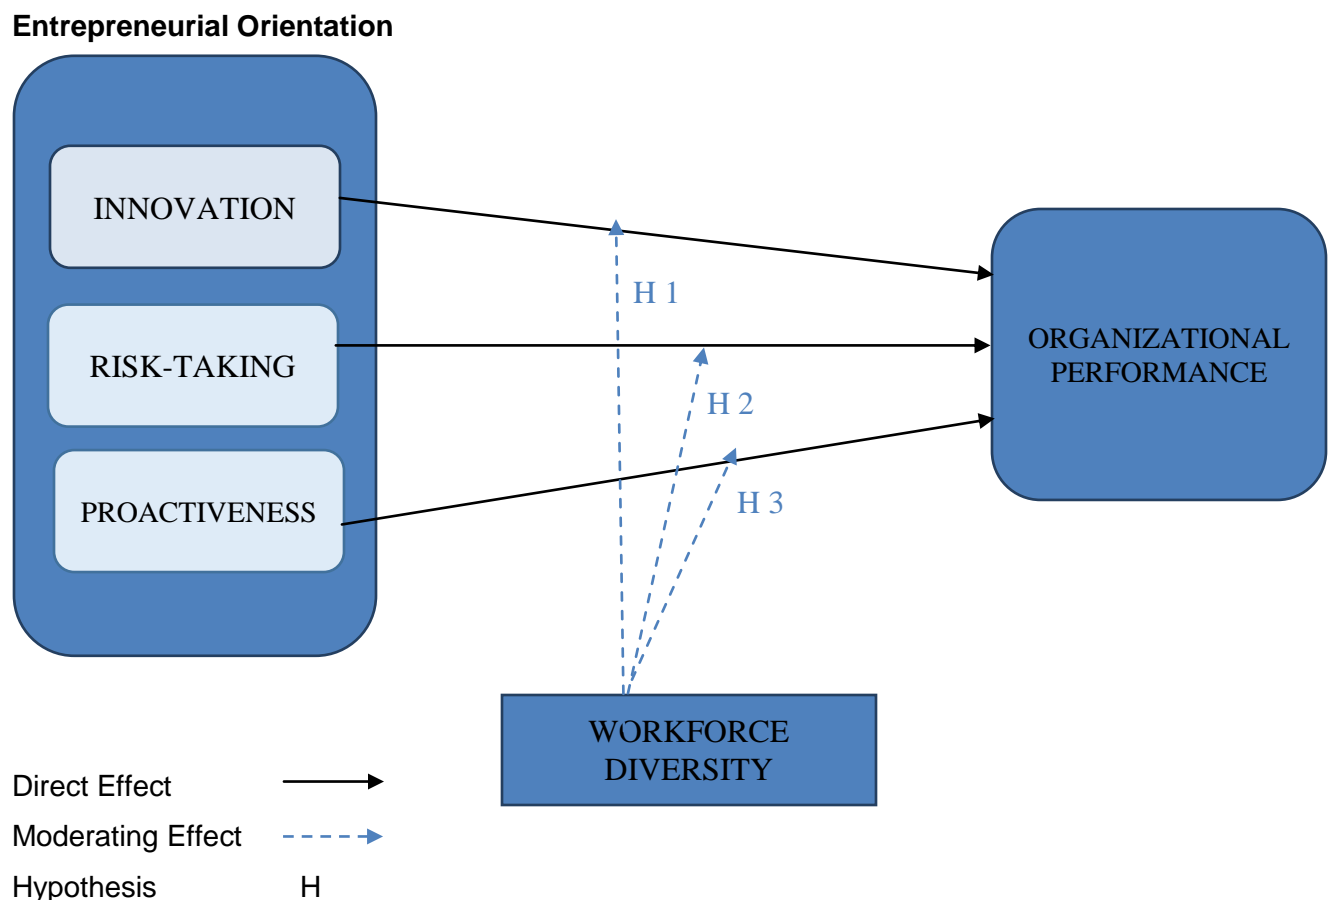 Entrepreneurial Orientation
INNOVATION
H 1
RISK-TAKING
ORGANIZATIONAL
PERFORMANCE
H 2
PROACTIVENESS
H 3
WORKFORCE
DIVERSITY
Direct Effect
Moderating Effect
Hypothesis H